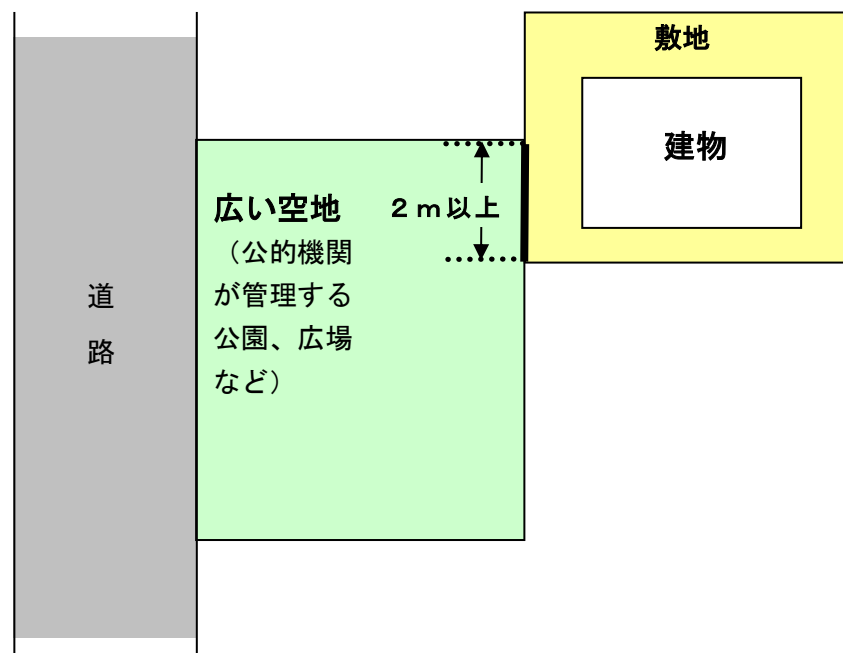 敷地
建物
広い空地
２ｍ以上
（公的機関
が管理する
公園、広場
など）
道
路